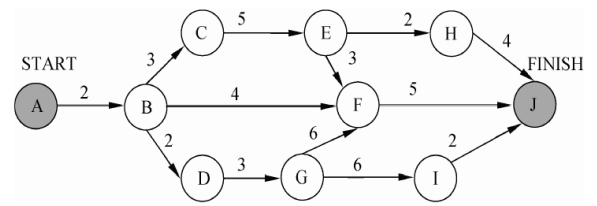 C 5 E 2 H
3 3 4
START FINISH
A 2 B 4 F 5 J
2 6 2
D 3 G 6 I